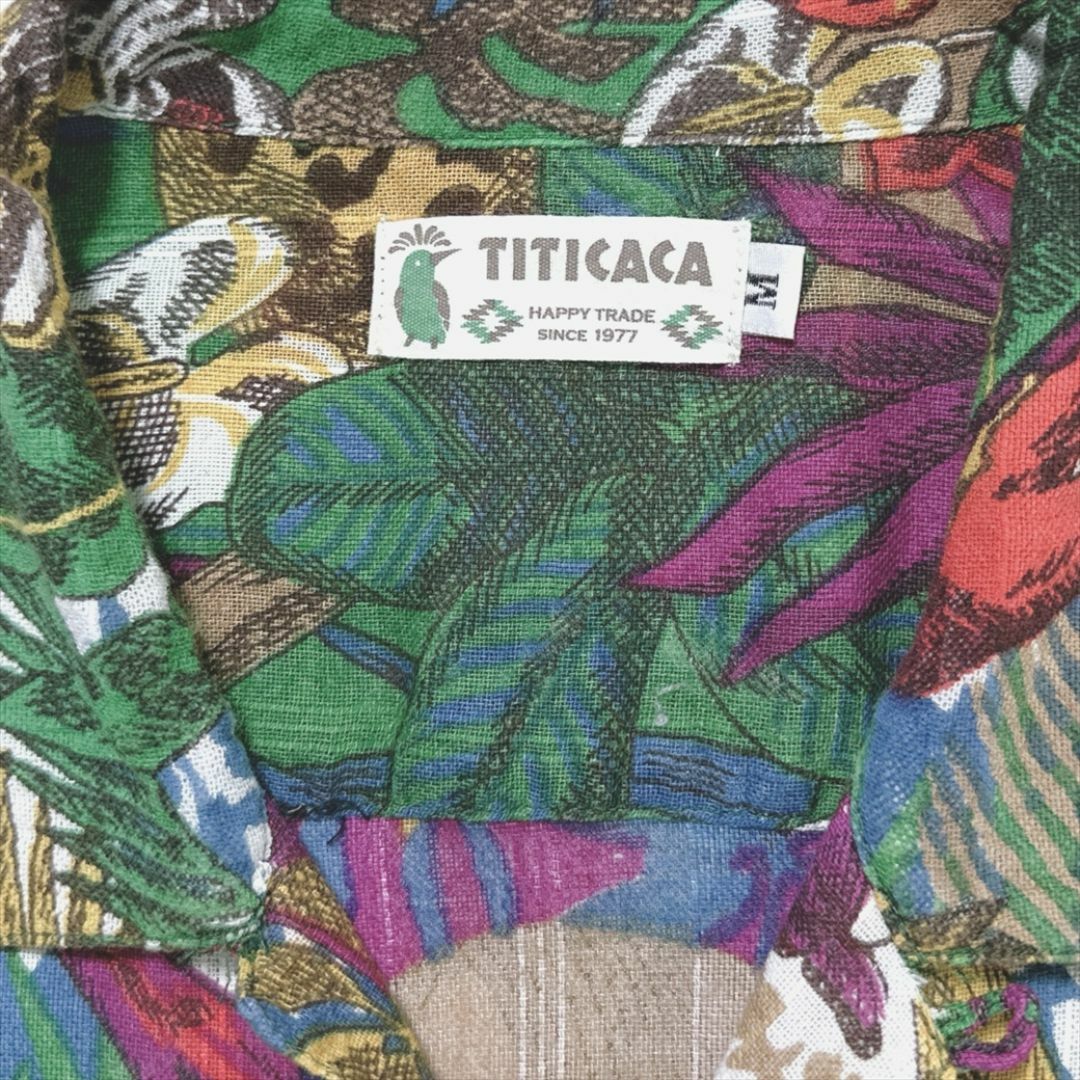 TITICACA
HAPPY TRADE
SINCE 1977
M